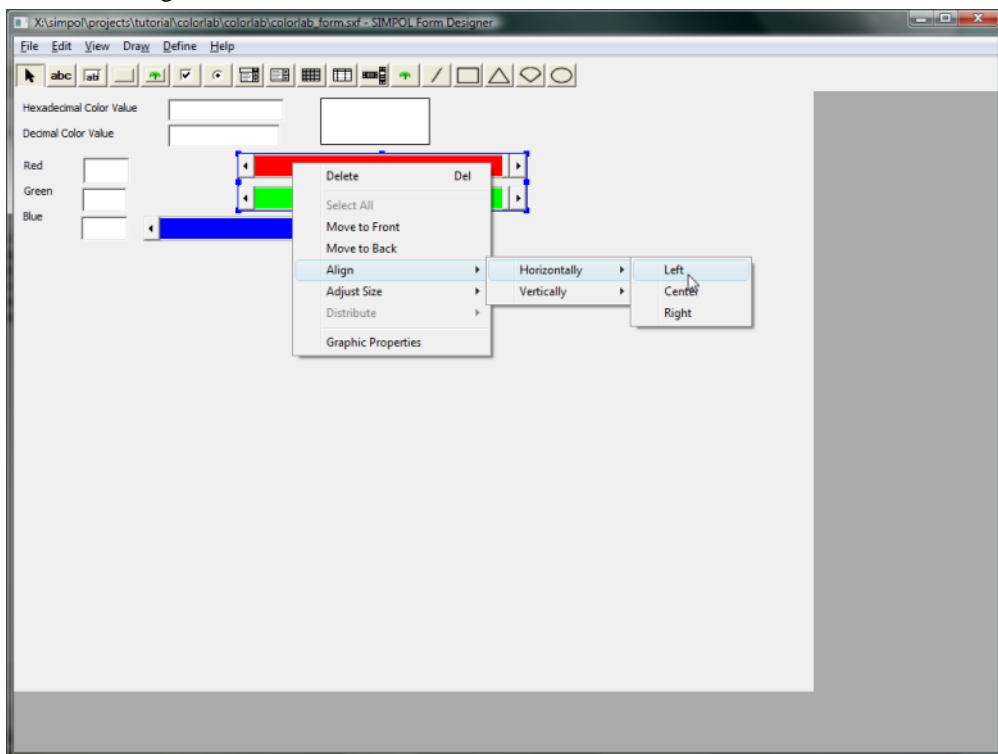 X:\simpol\projects\tutorial\colorlab\colorlab\colorlab_form.sxf - SIMPOL Form Designer
File Edit View Draw Define Help
abc ab
Hexadecimal Color Value
Decimal Color Value
Red
Green
Blue
Delete Del
Select All
Move to Front
Move to Back
Align Horizontally Left
Adjust Size Vertically Center
Distribute Right
Graphic Properties